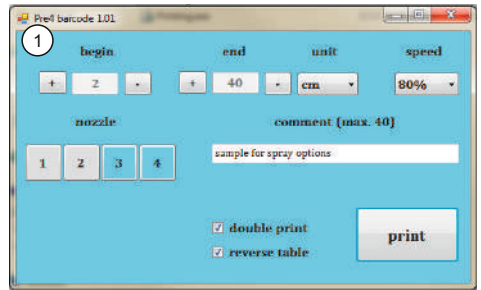 Pre4 barcode 1.01
1
begin end unit speed
+ 2 - + 40 - cm 80%
nozzle comment (max. 40)
1 2 3 4 sample for spray options
double print
reverse table
print